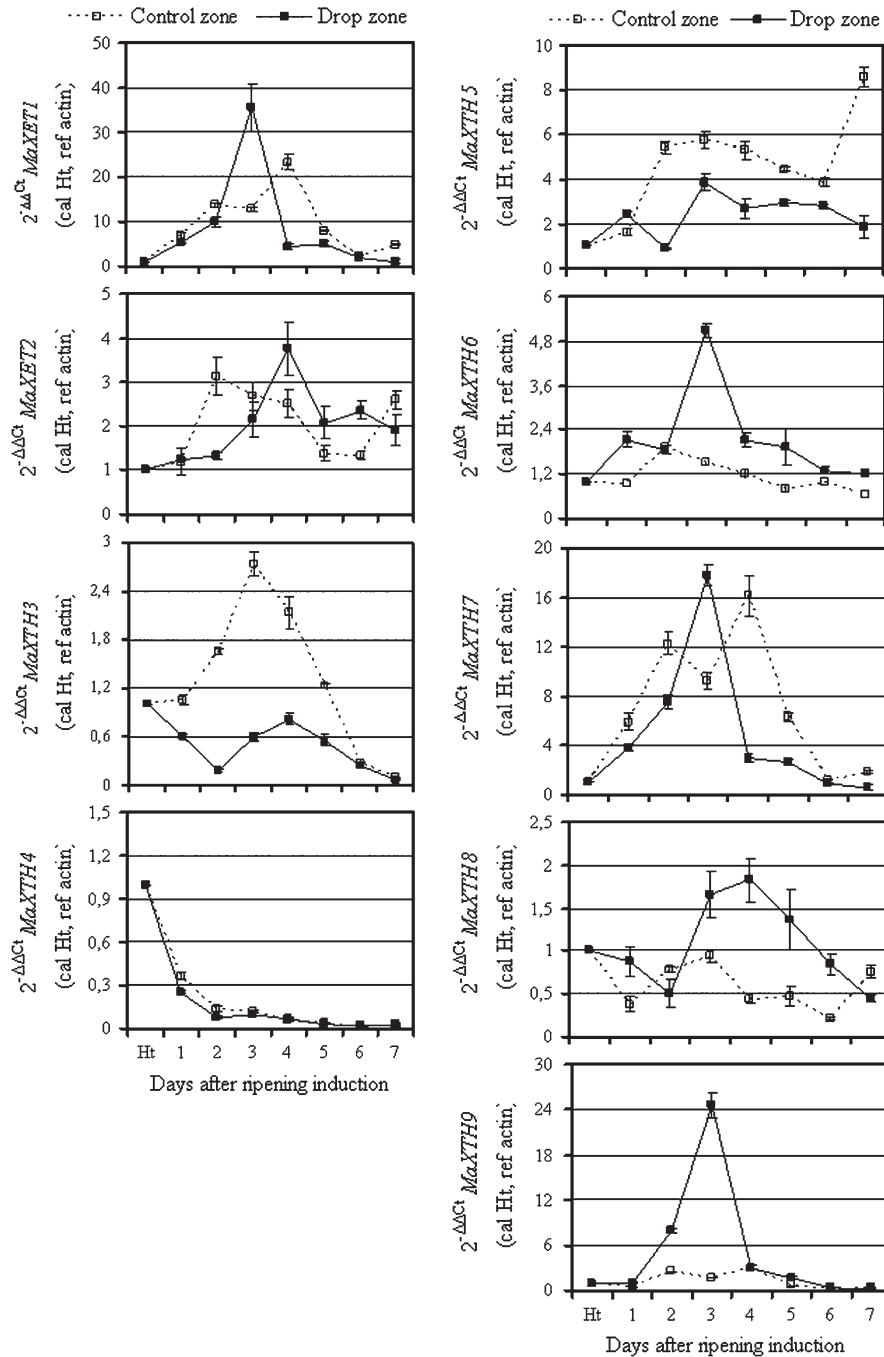 Control zone Drop zone
50
40
30
20
10
0
2^-ΔΔCt MaXET1
(cal Ht, ref actin)
5
4
3
2
1
0
2^-ΔΔCt MaXET2
(cal Ht, ref actin)
3
2,4
1,8
1,2
0,6
0
2^-ΔΔCt MaXTH3
(cal Ht, ref actin)
1,5
1,2
0,9
0,6
0,3
0
2^-ΔΔCt MaXTH4
(cal Ht, ref actin)
Ht 1 2 3 4 5 6 7
Days after ripening induction
Control zone Drop zone
10
8
6
4
2
0
2^-ΔΔCt MaXTH5
(cal Ht, ref actin)
6
4,8
3,6
2,4
1,2
0
2^-ΔΔCt MaXTH6
(cal Ht, ref actin)
20
16
12
8
4
0
2^-ΔΔCt MaXTH7
(cal Ht, ref actin)
2,5
2
1,5
1
0,5
0
2^-ΔΔCt MaXTH8
(cal Ht, ref actin)
30
24
18
12
6
0
2^-ΔΔCt MaXTH9
(cal Ht, ref actin)
Ht 1 2 3 4 5 6 7
Days after ripening induction